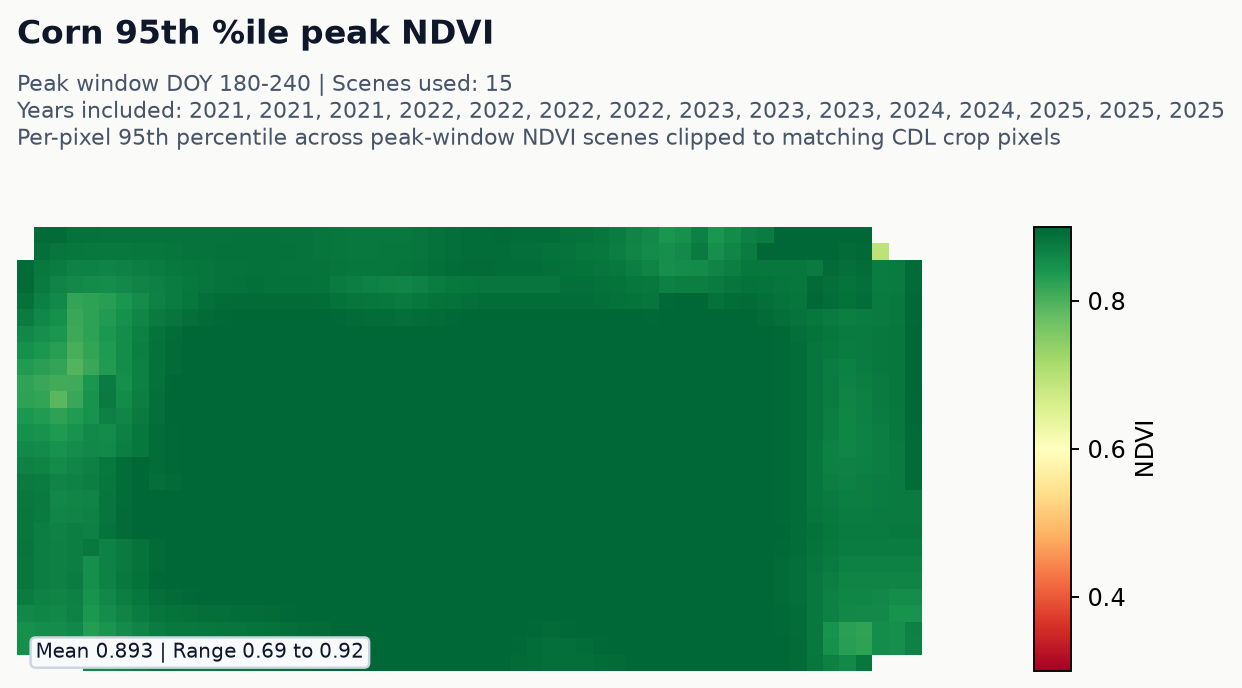 Corn 95th %ile peak NDVI
Peak window DOY 180-240 | Scenes used: 15
Years included: 2021, 2021, 2021, 2022, 2022, 2022, 2022, 2023, 2023, 2023, 2024, 2024, 2025, 2025, 2025
Per-pixel 95th percentile across peak-window NDVI scenes clipped to matching CDL crop pixels
0.8
0.6
NDVI
0.4
Mean 0.893 | Range 0.69 to 0.92